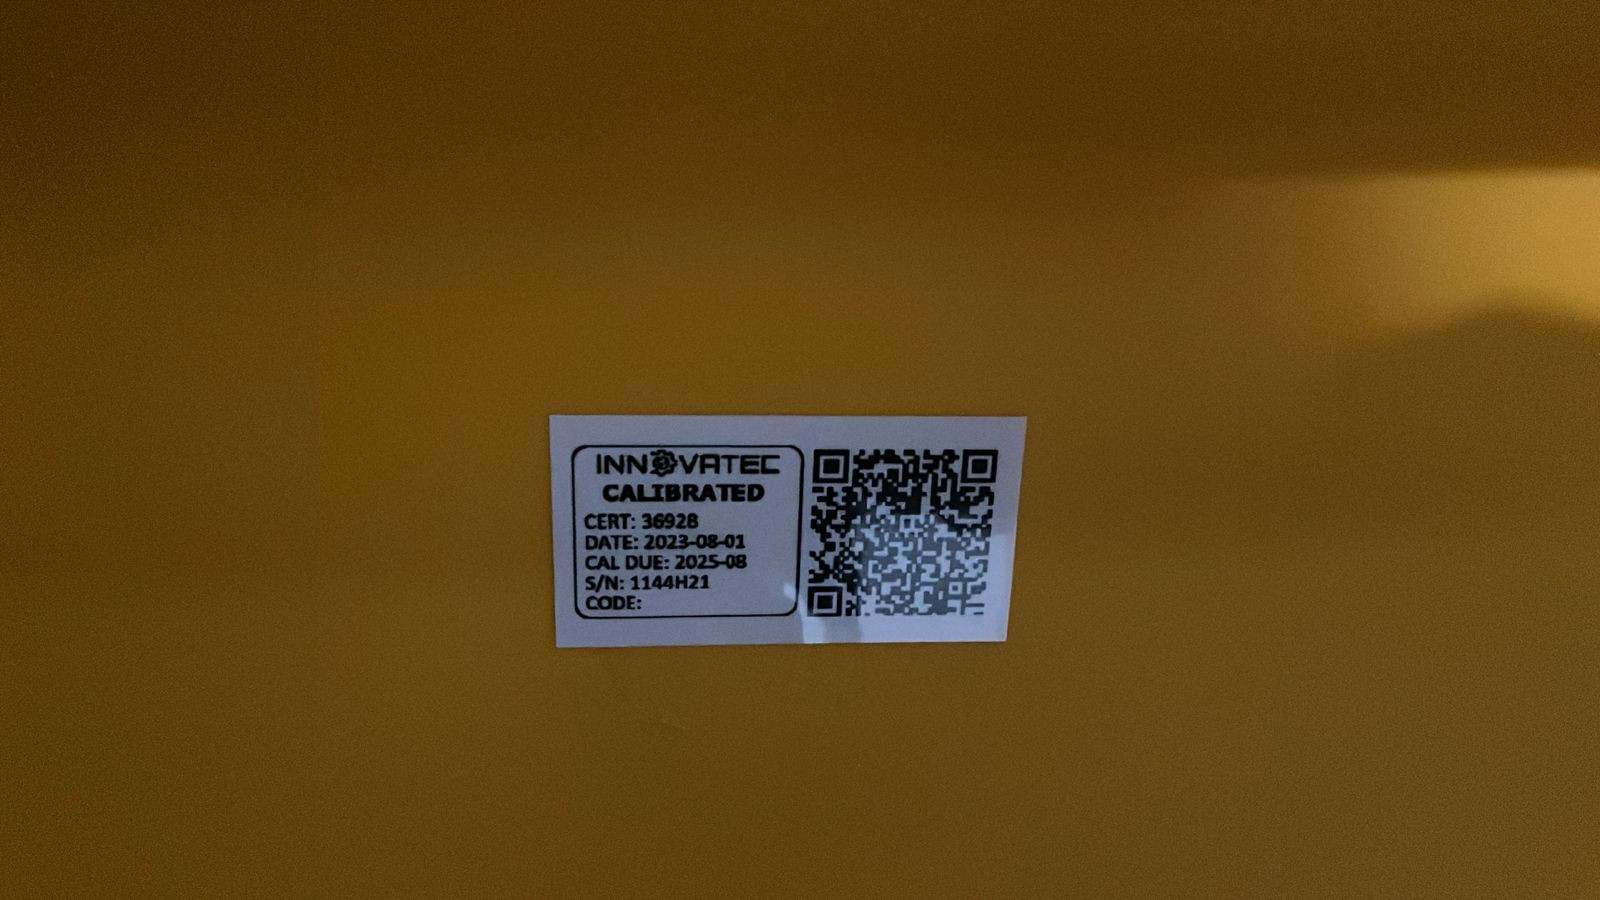 INNOVATEC
CALIBRATED
CERT: 36928
DATE: 2023-08-01
CAL DUE: 2025-08
S/N: 1144H21
CODE: